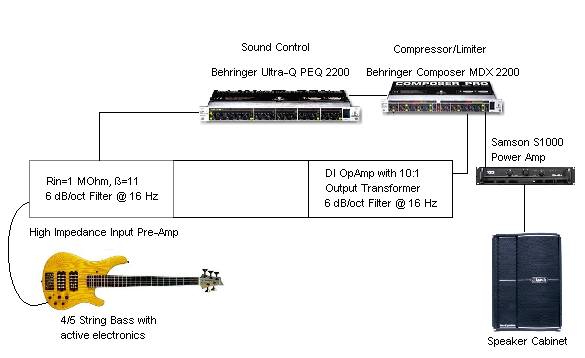 Sound Control
Behringer Ultra-Q PEQ 2200
Compressor/Limiter
Behringer Composer MDX 2200
COMPOSER PRO
Samson S1000
Power Amp
Rin=1 MOhm, ß=11
6 dB/oct Filter @ 16 Hz
DI OpAmp with 10:1
Output Transformer
6 dB/oct Filter @ 16 Hz
High Impedance Input Pre-Amp
4/5 String Bass with
active electronics
Speaker Cabinet